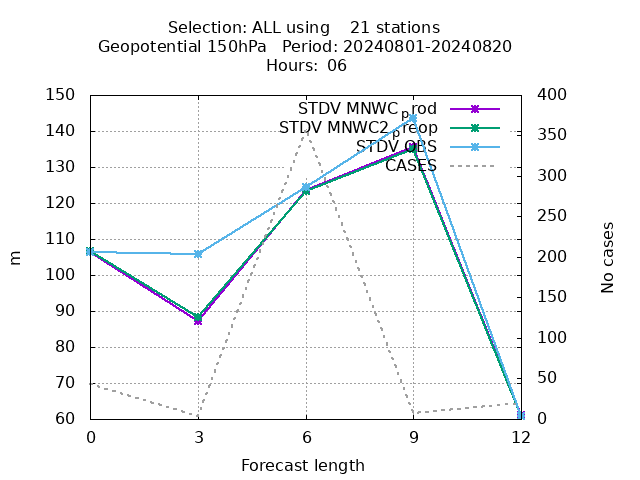 Selection: ALL using    21 stations
Geopotential 150hPa   Period: 20240801-20240820
Hours:  06
150
140
130
120
110
100
90
80
70
60
m
400
350
300
250
200
150
100
50
0
No cases
STDV MNWCprod
STDV MNWC2preop
STDV OBS
CASES
0
3
6
9
12
Forecast length